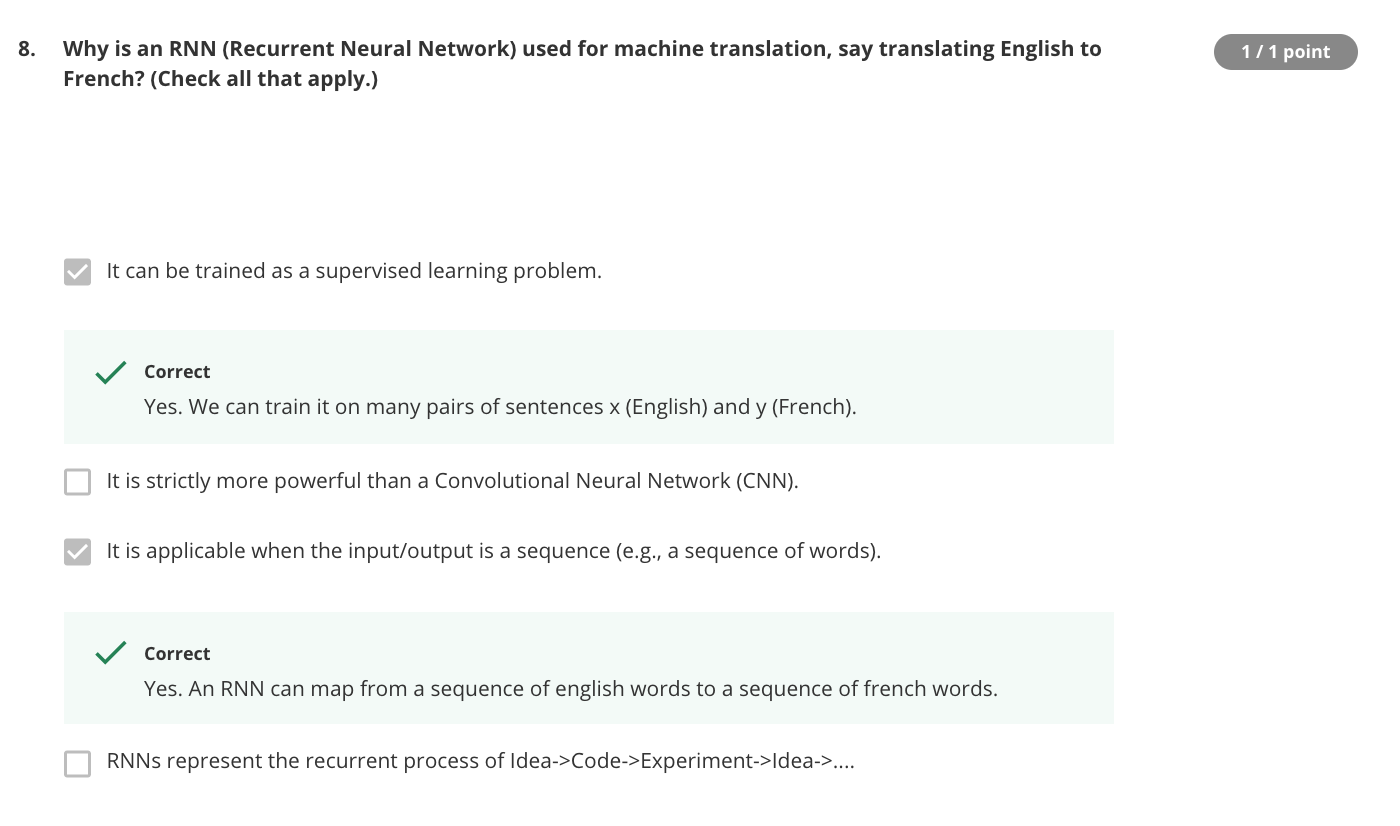 8. Why is an RNN (Recurrent Neural Network) used for machine translation, say translating English to
French? (Check all that apply.)
1 / 1 point
It can be trained as a supervised learning problem.
Correct
Yes. We can train it on many pairs of sentences x (English) and y (French).
It is strictly more powerful than a Convolutional Neural Network (CNN).
It is applicable when the input/output is a sequence (e.g., a sequence of words).
Correct
Yes. An RNN can map from a sequence of english words to a sequence of french words.
RNNs represent the recurrent process of Idea->Code->Experiment->Idea->....